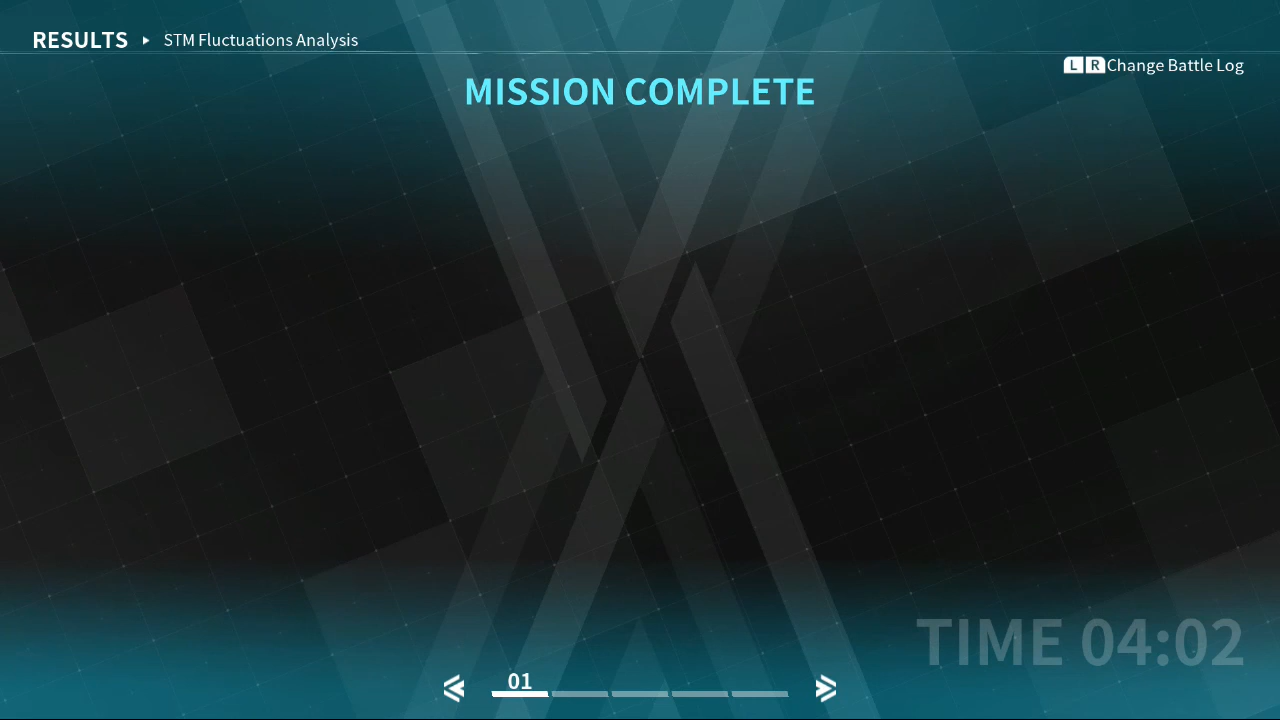 RESULTS ▸ STM Fluctuations Analysis
L R Change Battle Log
MISSION COMPLETE
TIME 04:02
01